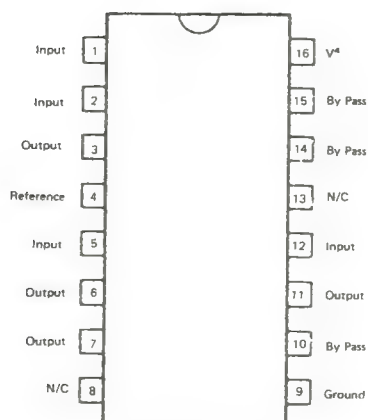 Input 1 16 V⁴
Input 2 15 By Pass
Output 3 14 By Pass
Reference 4 13 N/C
Input 5 12 Input
Output 6 11 Output
Output 7 10 By Pass
N/C 8 9 Ground